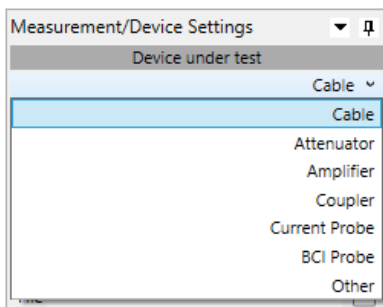 Measurement/Device Settings
Device under test
Cable
Cable
Attenuator
Amplifier
Coupler
Current Probe
BCI Probe
Other